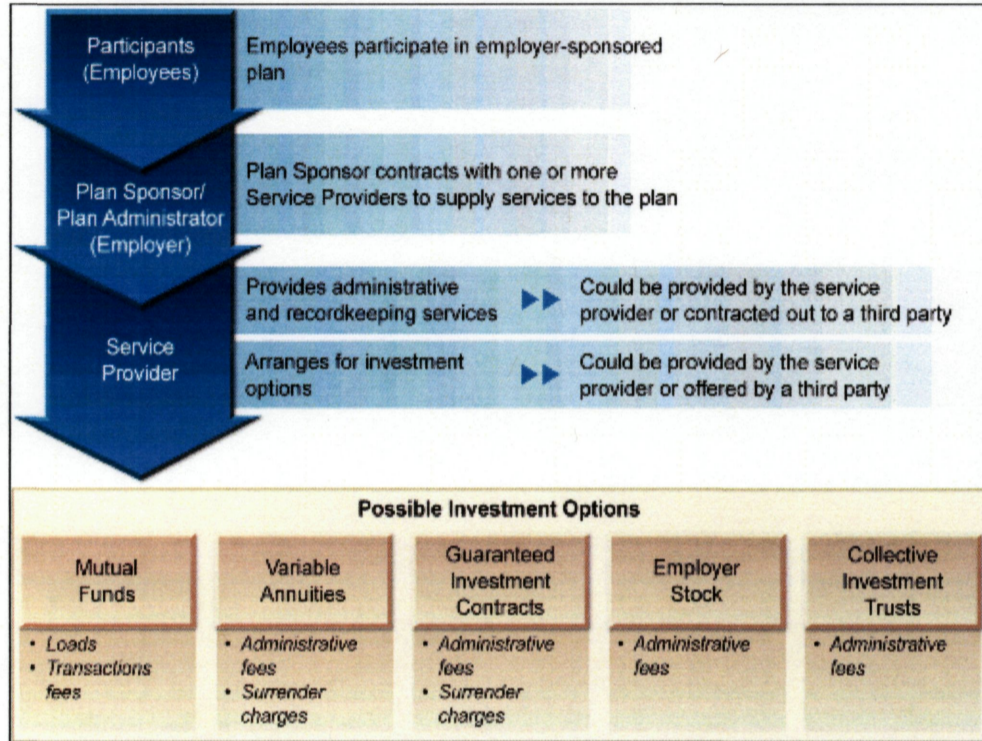 Participants
(Employees)
Employees participate in employer-sponsored
plan
Plan Sponsor/
Plan Administrator
(Employer)
Plan Sponsor contracts with one or more
Service Providers to supply services to the plan
Service
Provider
Provides administrative
and recordkeeping services
Could be provided by the service
provider or contracted out to a third party
Arranges for investment
options
Could be provided by the service
provider or offered by a third party
Possible Investment Options
Mutual
Funds
• Loads
• Transactions
fees
Variable
Annuities
• Administrative
fees
• Surrender
charges
Guaranteed
Investment
Contracts
• Administrative
fees
• Surrender
charges
Employer
Stock
• Administrative
fees
Collective
Investment
Trusts
• Administrative
fees